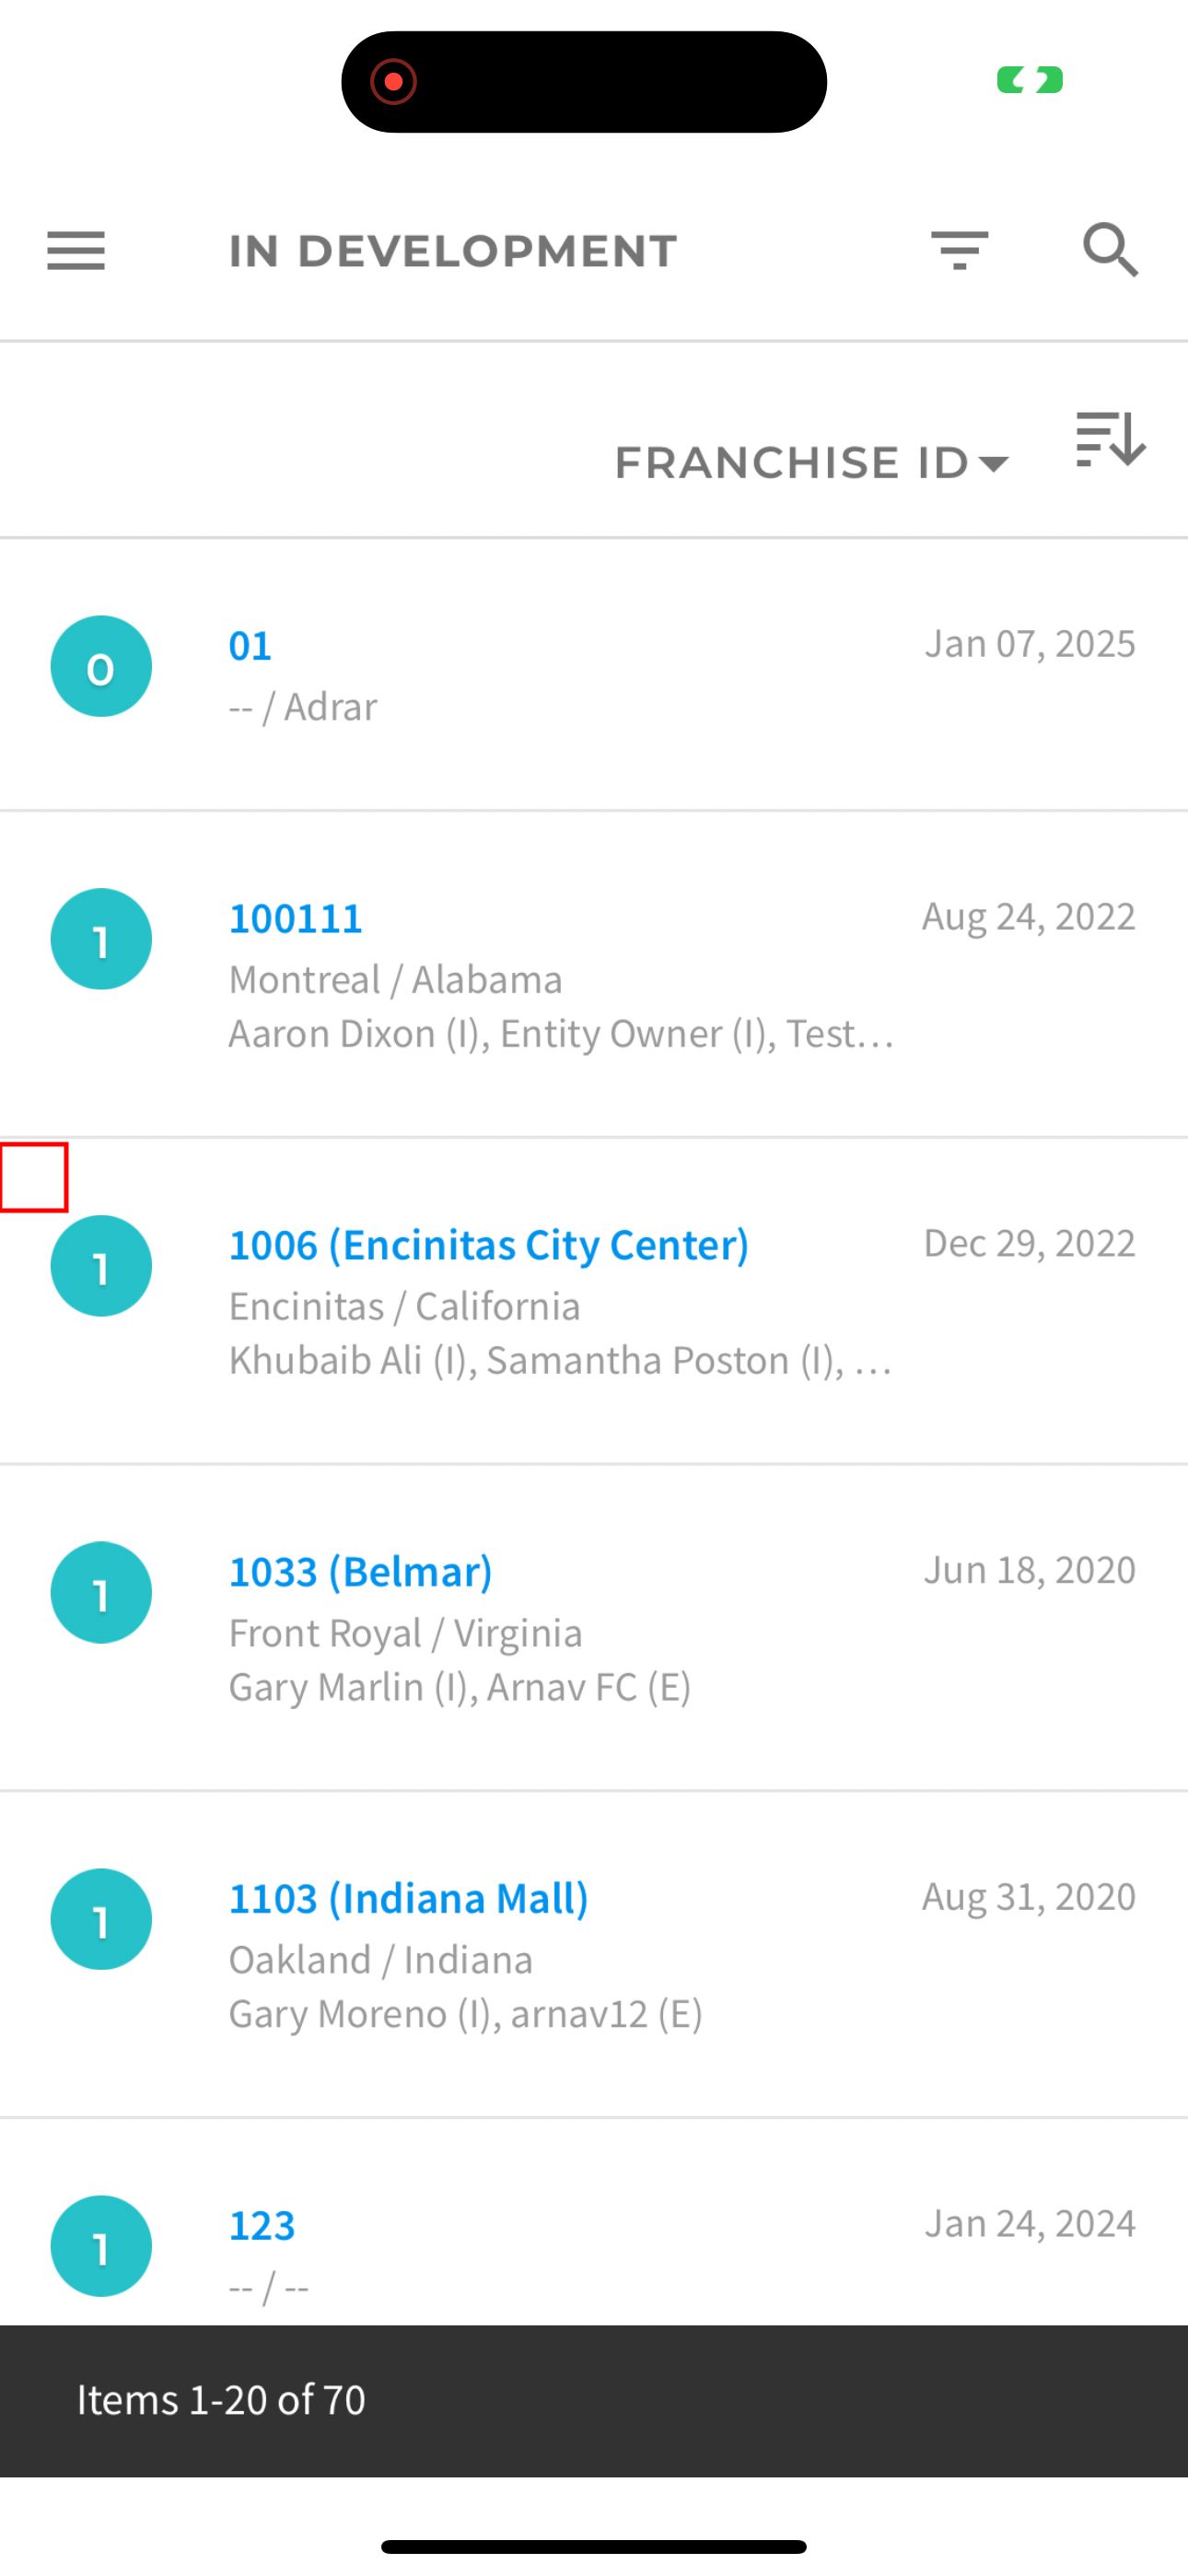 IN DEVELOPMENT
FRANCHISE ID
0
01
Jan 07, 2025
-- / Adrar
1
100111
Aug 24, 2022
Montreal / Alabama
Aaron Dixon (I), Entity Owner (I), Test...
1
1006 (Encinitas City Center)
Dec 29, 2022
Encinitas / California
Khubaib Ali (I), Samantha Poston (I), ...
1
1033 (Belmar)
Jun 18, 2020
Front Royal / Virginia
Gary Marlin (I), Arnav FC (E)
1
1103 (Indiana Mall)
Aug 31, 2020
Oakland / Indiana
Gary Moreno (I), arnav12 (E)
1
123
Jan 24, 2024
-- / --
Items 1-20 of 70